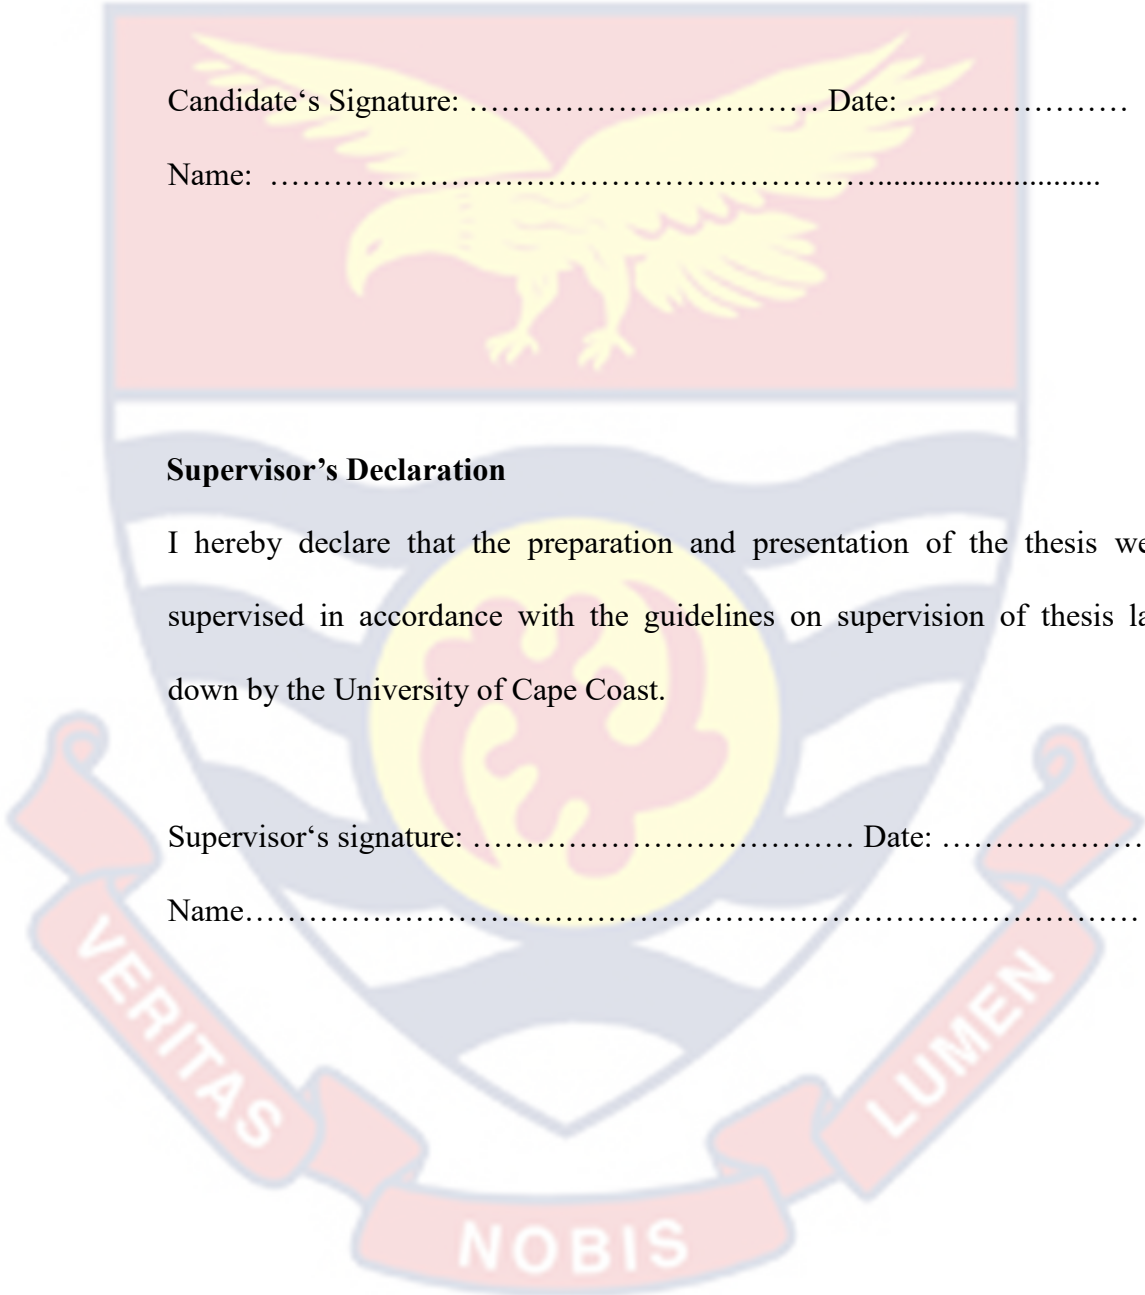 Candidate‘s Signature: …………………………… Date: …………………
Name: …………………………………………………............................
Supervisor’s Declaration
I hereby declare that the preparation and presentation of the thesis we
supervised in accordance with the guidelines on supervision of thesis la
down by the University of Cape Coast.
Supervisor‘s signature: ……………………………… Date: ………………
Name…………………………………………………………………………
VERITAS
NOBIS
LUMEN